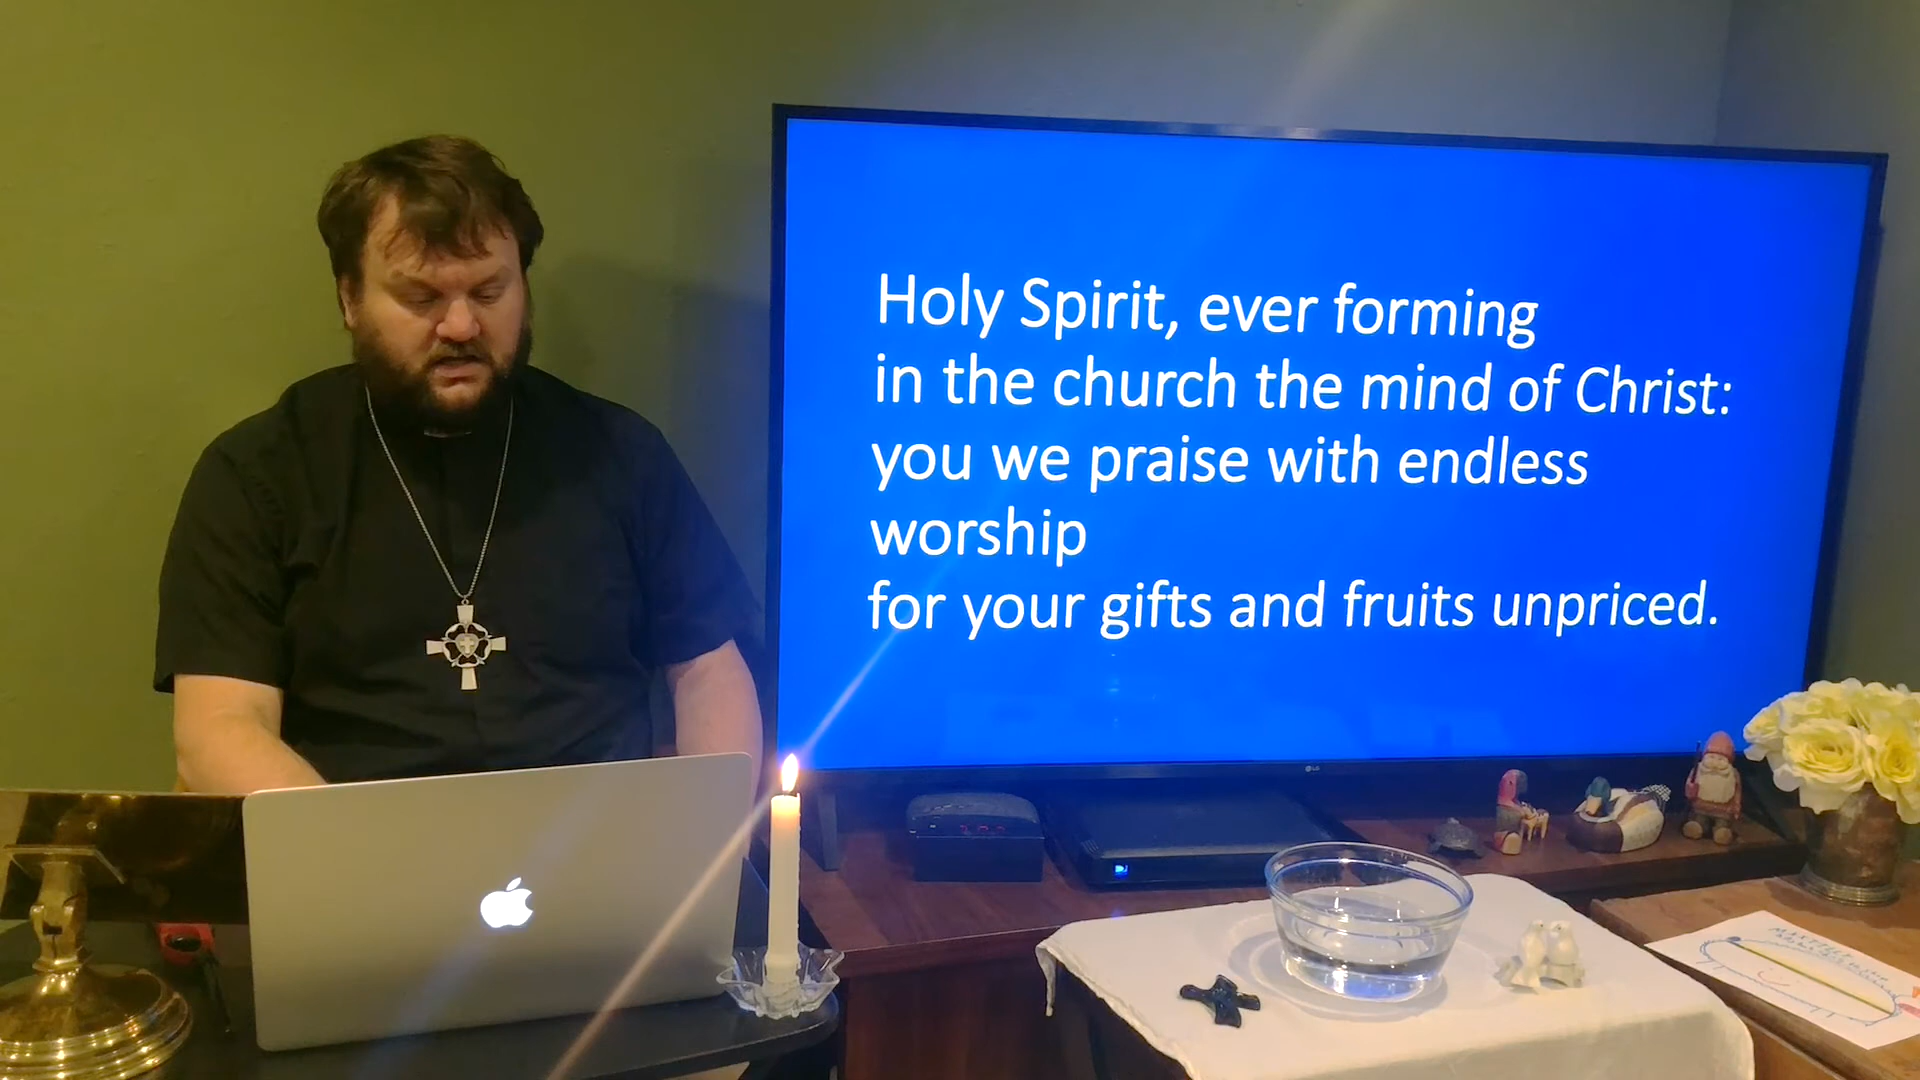 Holy Spirit, ever forming
in the church the mind of Christ:
you we praise with endless
worship
for your gifts and fruits unpriced.
LG